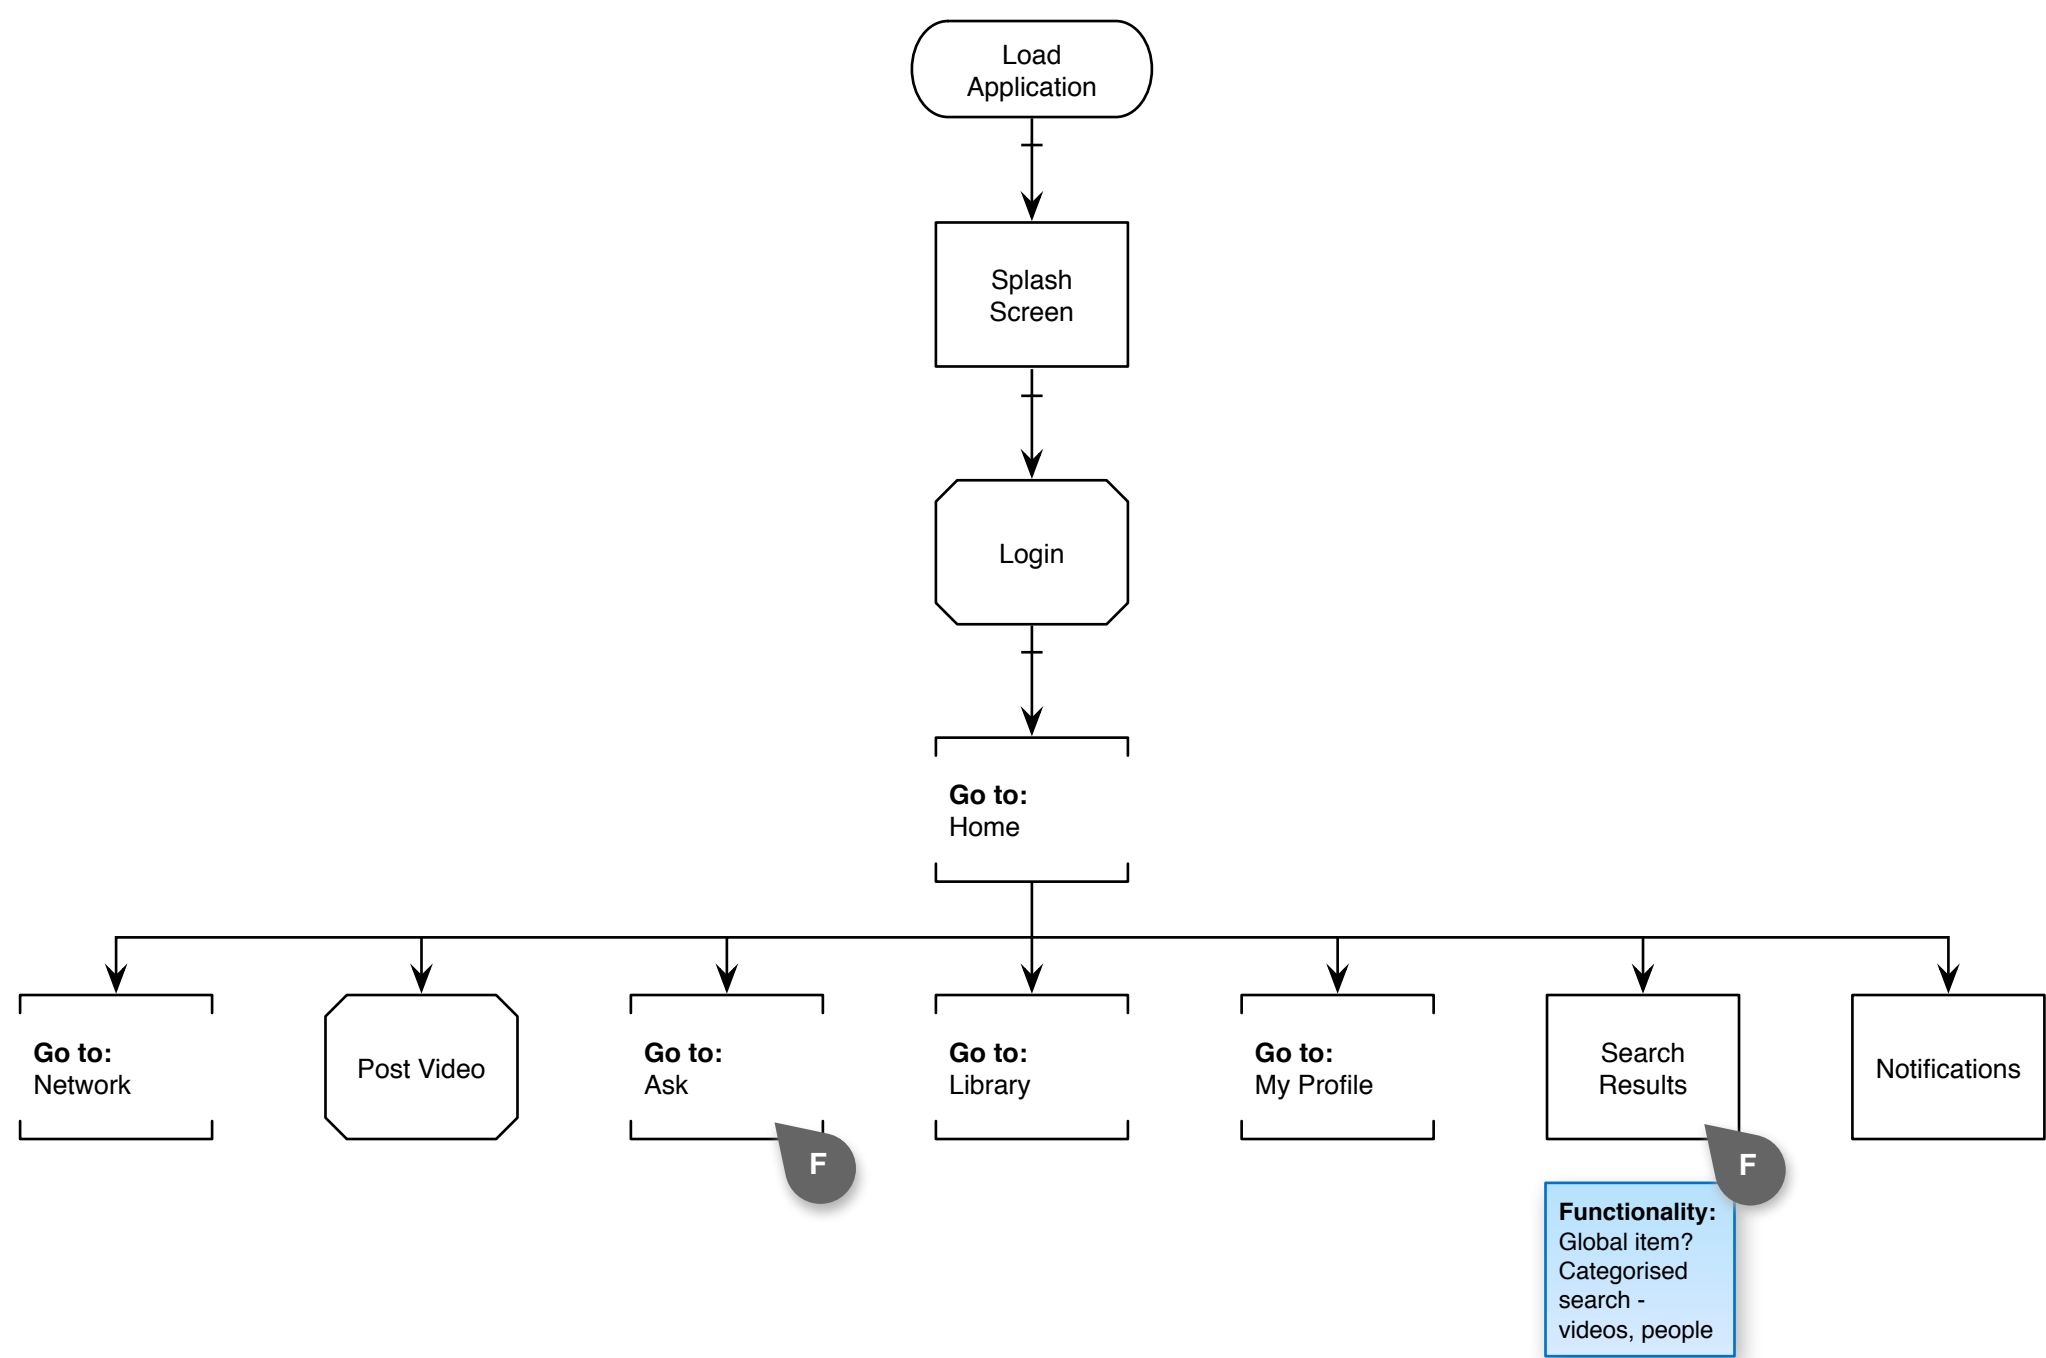 Load
Application
Splash
Screen
Login
Go to:
Home
Go to:
Network
Post Video
Go to:
Ask
F
Go to:
Library
Go to:
My Profile
Search
Results
F
Notifications
Functionality:
Global item?
Categorised
search -
videos, people